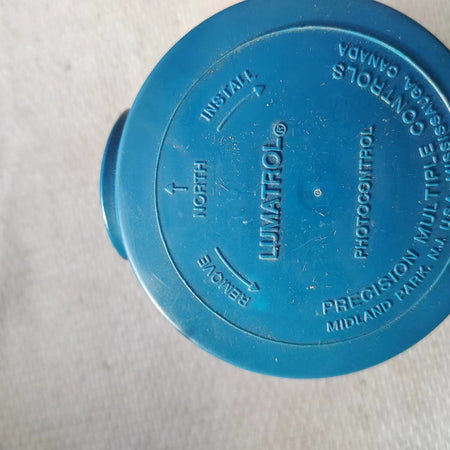 INSTALL
NORTH
REMOVE
LUMATROL®
PHOTOCONTROL
PRECISION MULTIPLE CONTROLS
MIDLAND PARK, N.J. U.S.A. MISSISSAUGA, CANADA